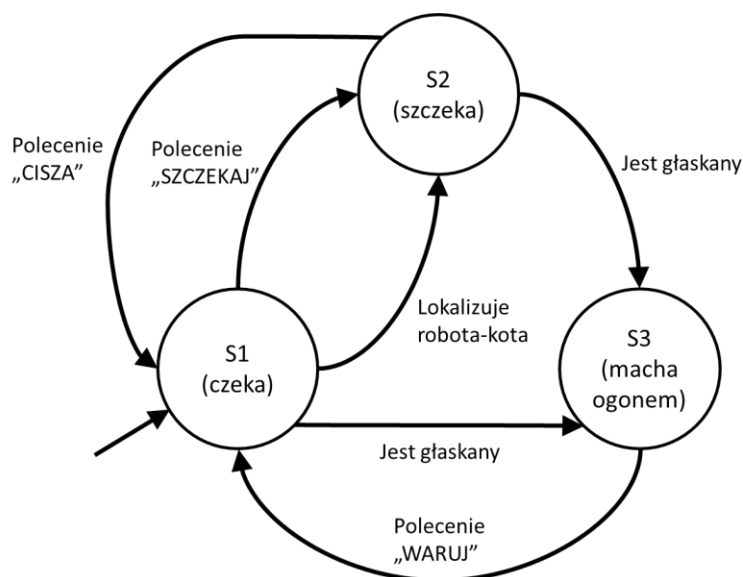 S2
(szczeka)
Polecenie
„CISZA”
Polecenie
„SZCZEKAJ”
Jest głaskany
Lokalizuje
robota-kota
S1
(czeka)
S3
(macha
ogonem)
Jest głaskany
Polecenie
„WARUJ”